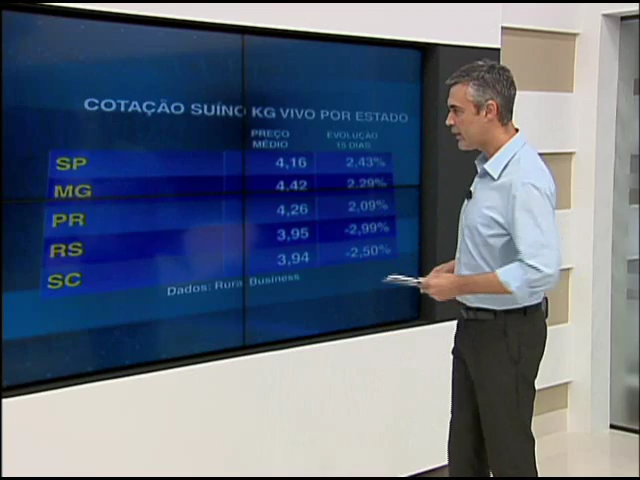 COTAÇÃO SUÍNO KG VIVO POR ESTADO
PREÇO MÉDIO EVOLUÇÃO 15 DIAS
SP 4,16 2,43%
MG 4,42 2,29%
PR 4,26 2,09%
RS 3,95 -2,99%
SC 3,94 -2,50%
Dados: Rural Business